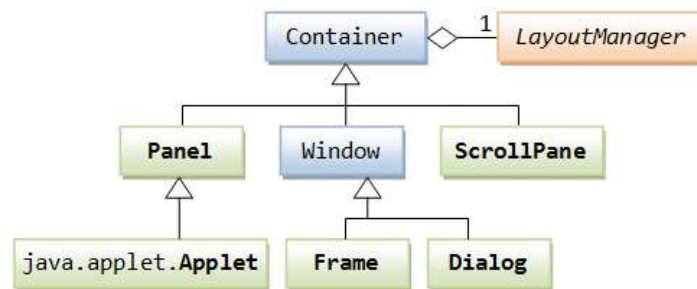 Container
1
LayoutManager
Panel
Window
ScrollPane
java.applet.Applet
Frame
Dialog